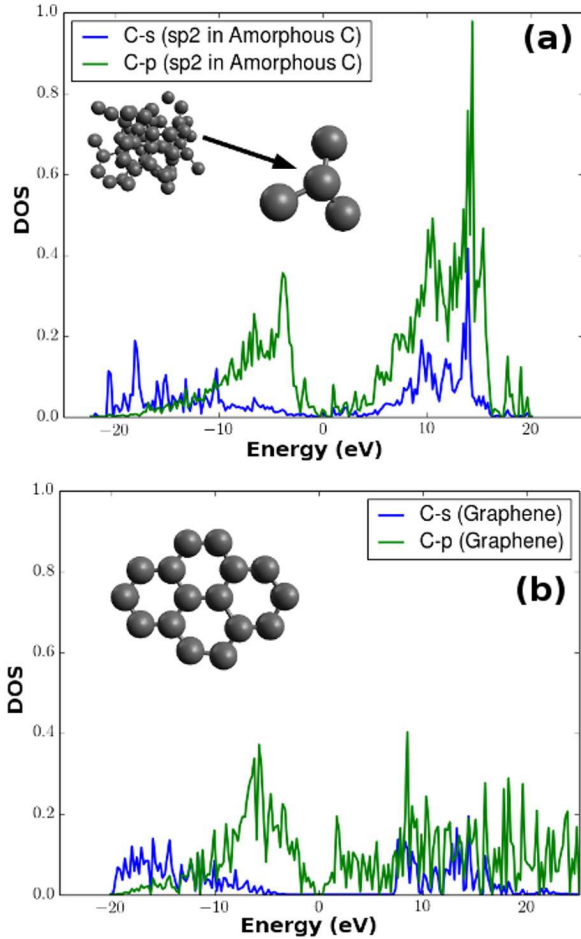 (a)
C-s (sp2 in Amorphous C)
C-p (sp2 in Amorphous C)
DOS
1.0
0.8
0.6
0.4
0.2
0.0
−20
−10
0
10
20
Energy (eV)
(b)
C-s (Graphene)
C-p (Graphene)
DOS
1.0
0.8
0.6
0.4
0.2
0.0
−20
−10
0
10
20
Energy (eV)